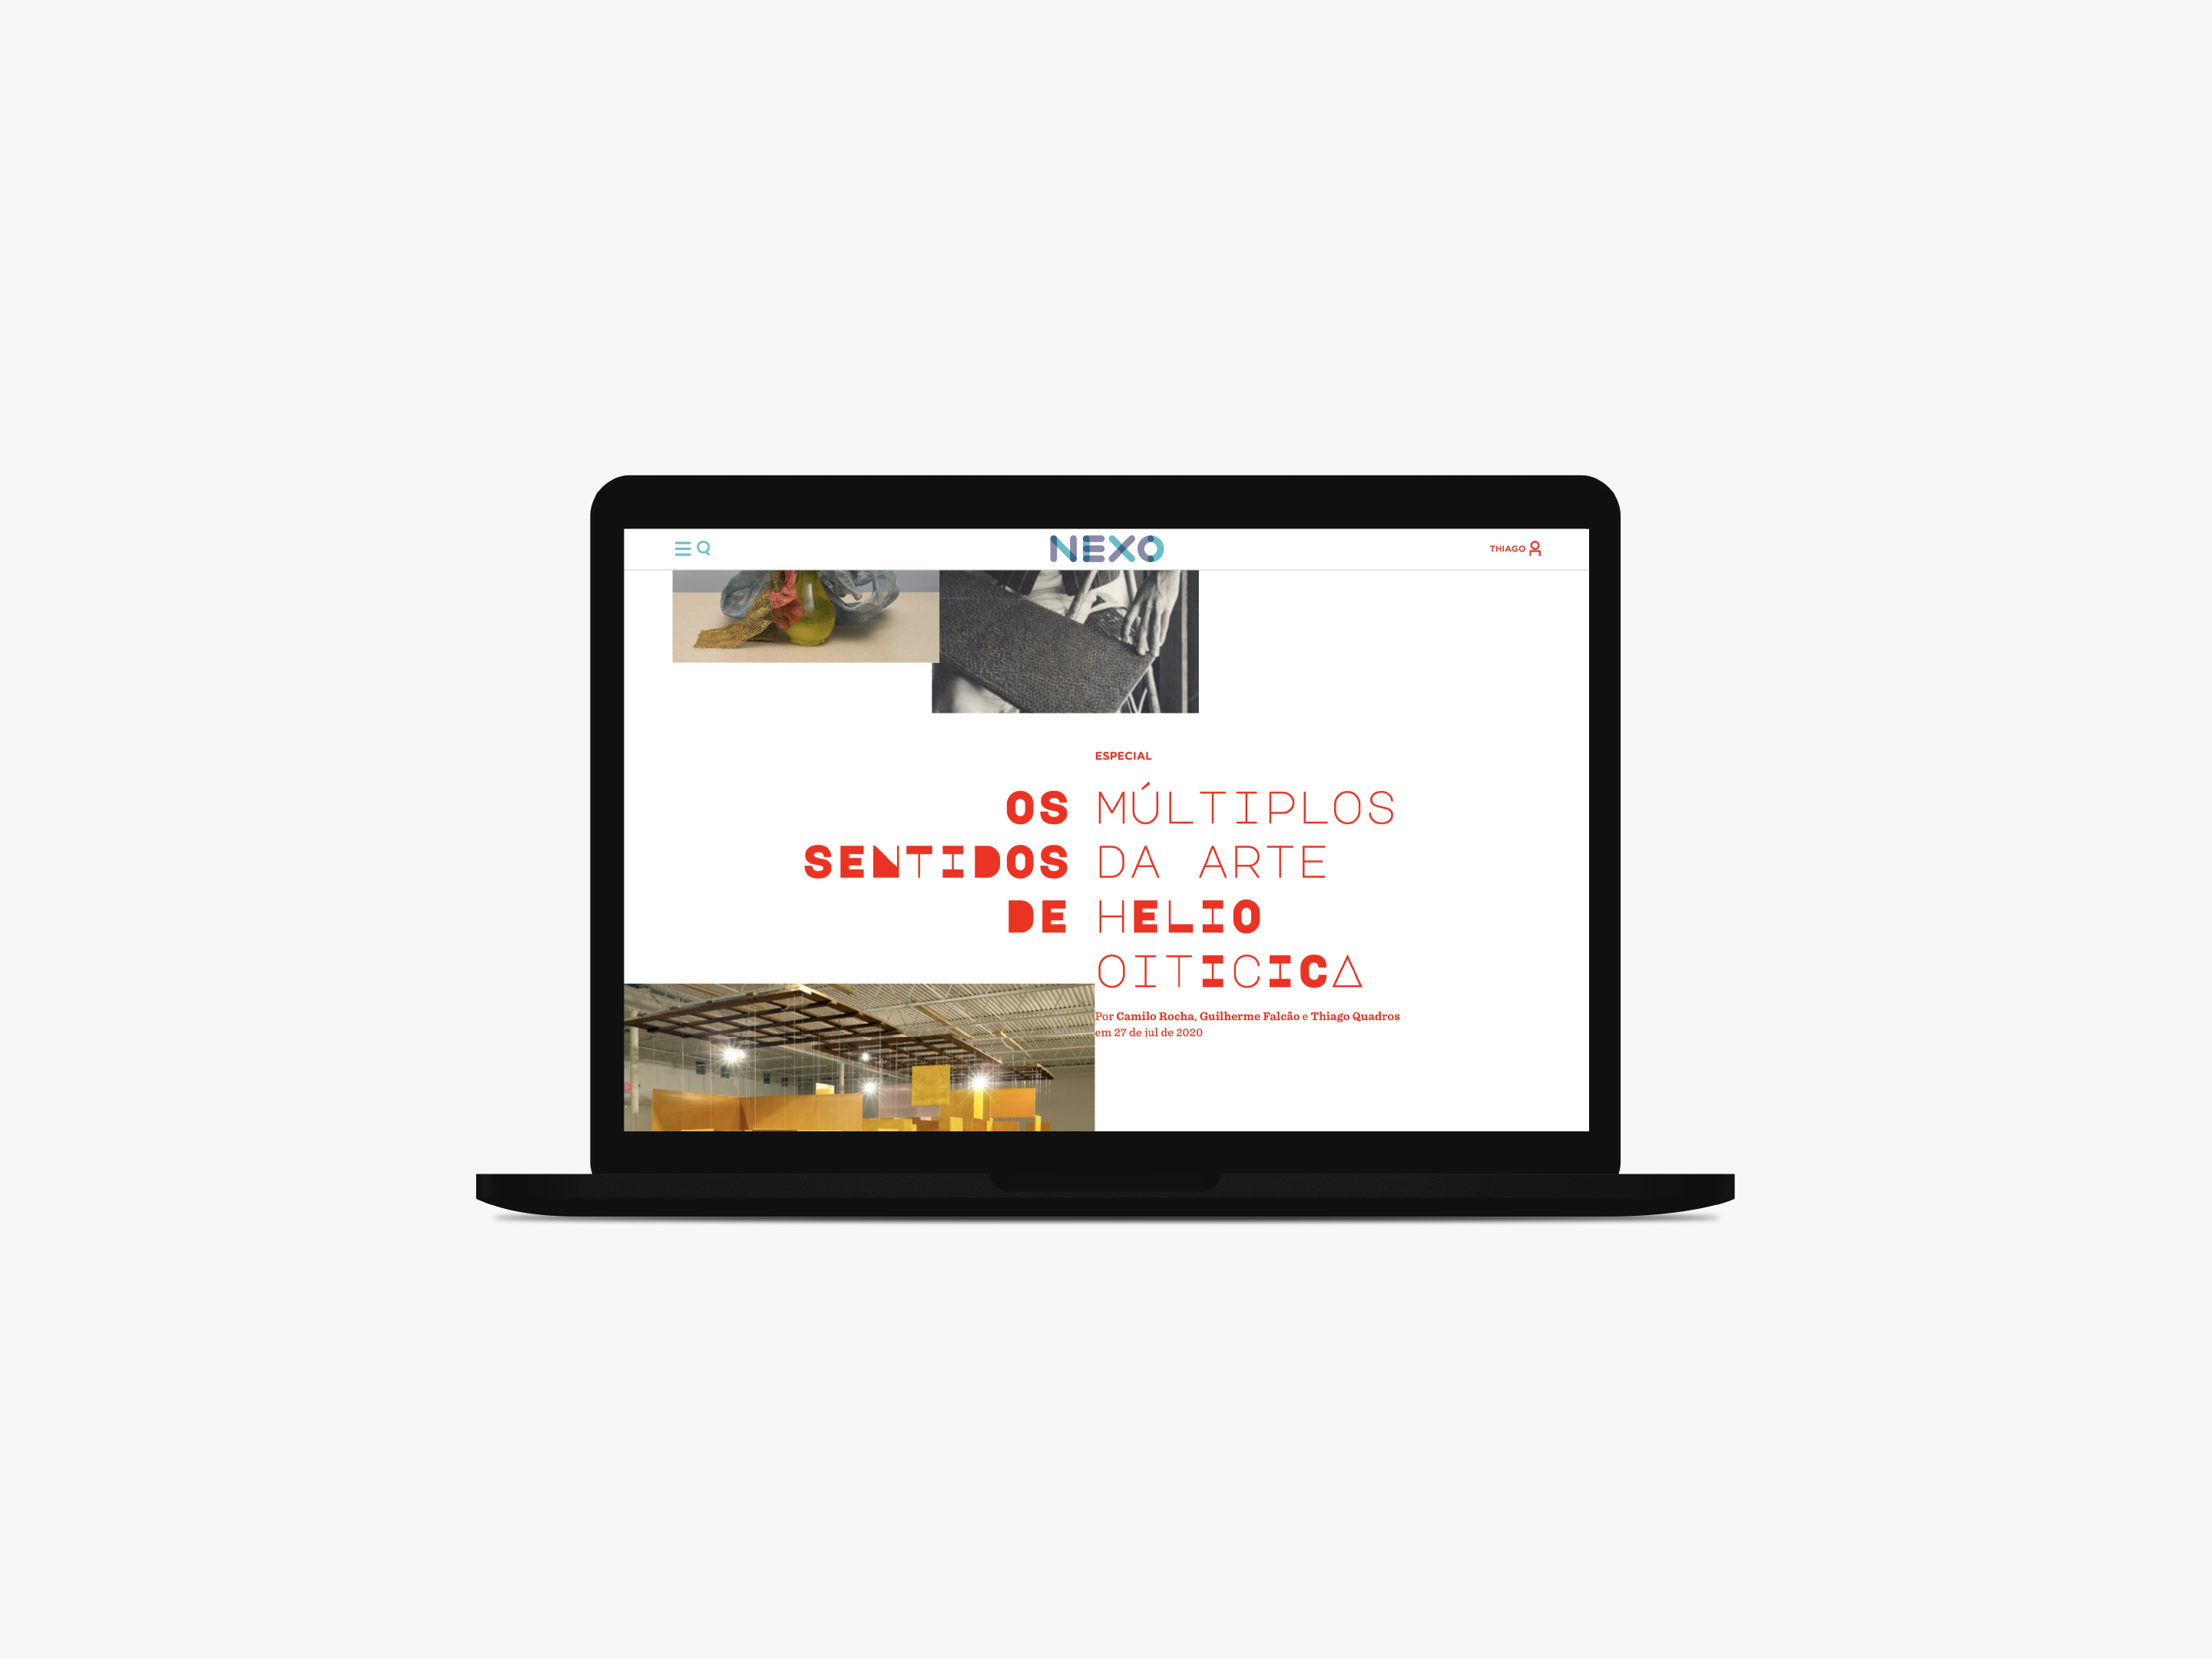 NEXO
THIAGO
ESPECIAL
OS MÚLTIPLOS
SENTIDOS DA ARTE
DE HELIO
OITICICA
Por Camilo Rocha, Guilherme Falcão e Thiago Quadros
em 27 de jul de 2020